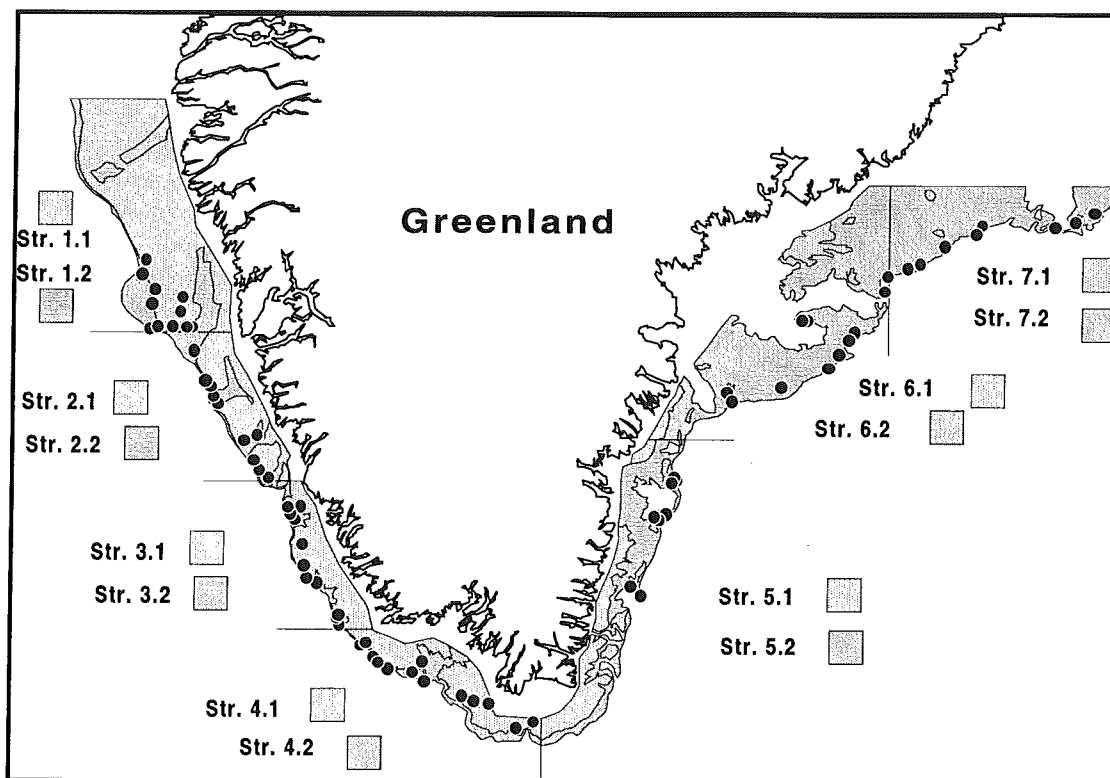 Greenland
Str. 1.1
Str. 1.2
Str. 2.1
Str. 2.2
Str. 3.1
Str. 3.2
Str. 4.1
Str. 4.2
Str. 5.1
Str. 5.2
Str. 6.1
Str. 6.2
Str. 7.1
Str. 7.2